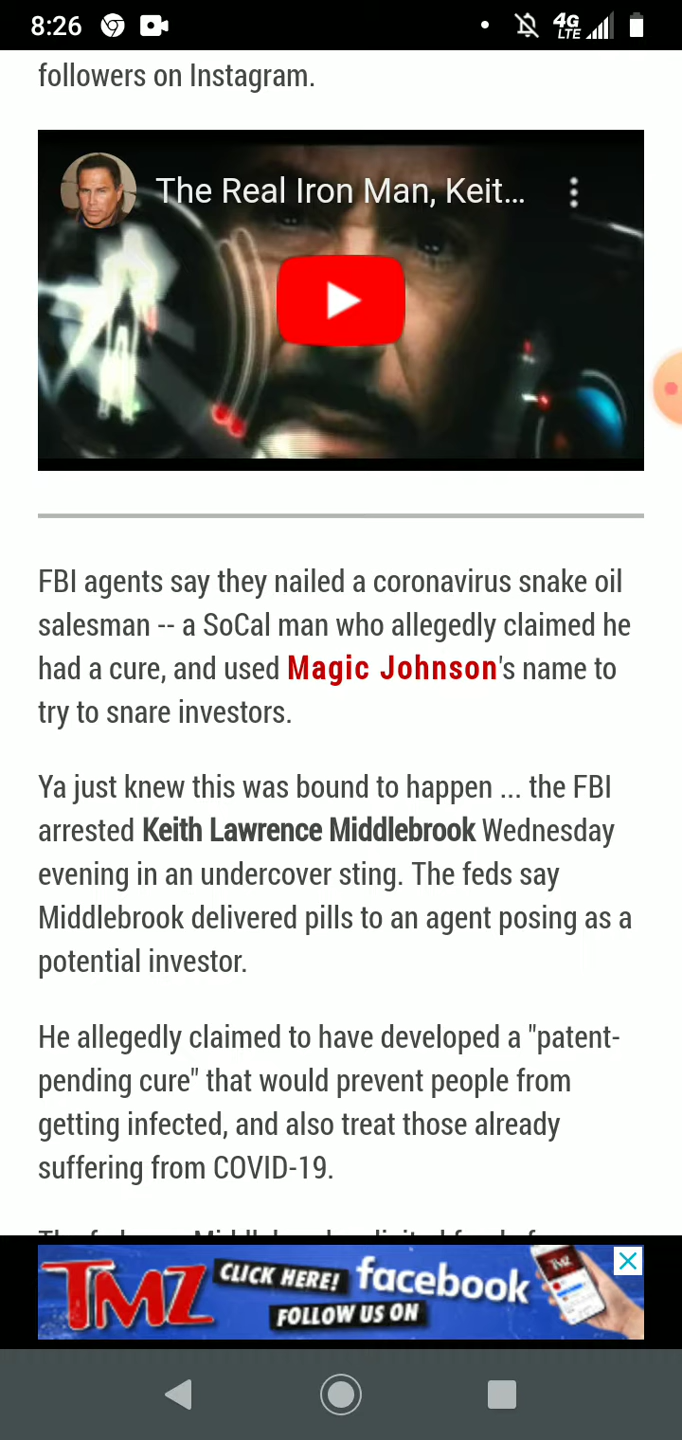 8:26
4G
LTE
followers on Instagram.
The Real Iron Man, Keit...
FBI agents say they nailed a coronavirus snake oil
salesman -- a SoCal man who allegedly claimed he
had a cure, and used Magic Johnson's name to
try to snare investors.
Ya just knew this was bound to happen ... the FBI
arrested Keith Lawrence Middlebrook Wednesday
evening in an undercover sting. The feds say
Middlebrook delivered pills to an agent posing as a
potential investor.
He allegedly claimed to have developed a "patent-
pending cure" that would prevent people from
getting infected, and also treat those already
suffering from COVID-19.
TMZ
CLICK HERE! facebook
FOLLOW US ON
TMZ